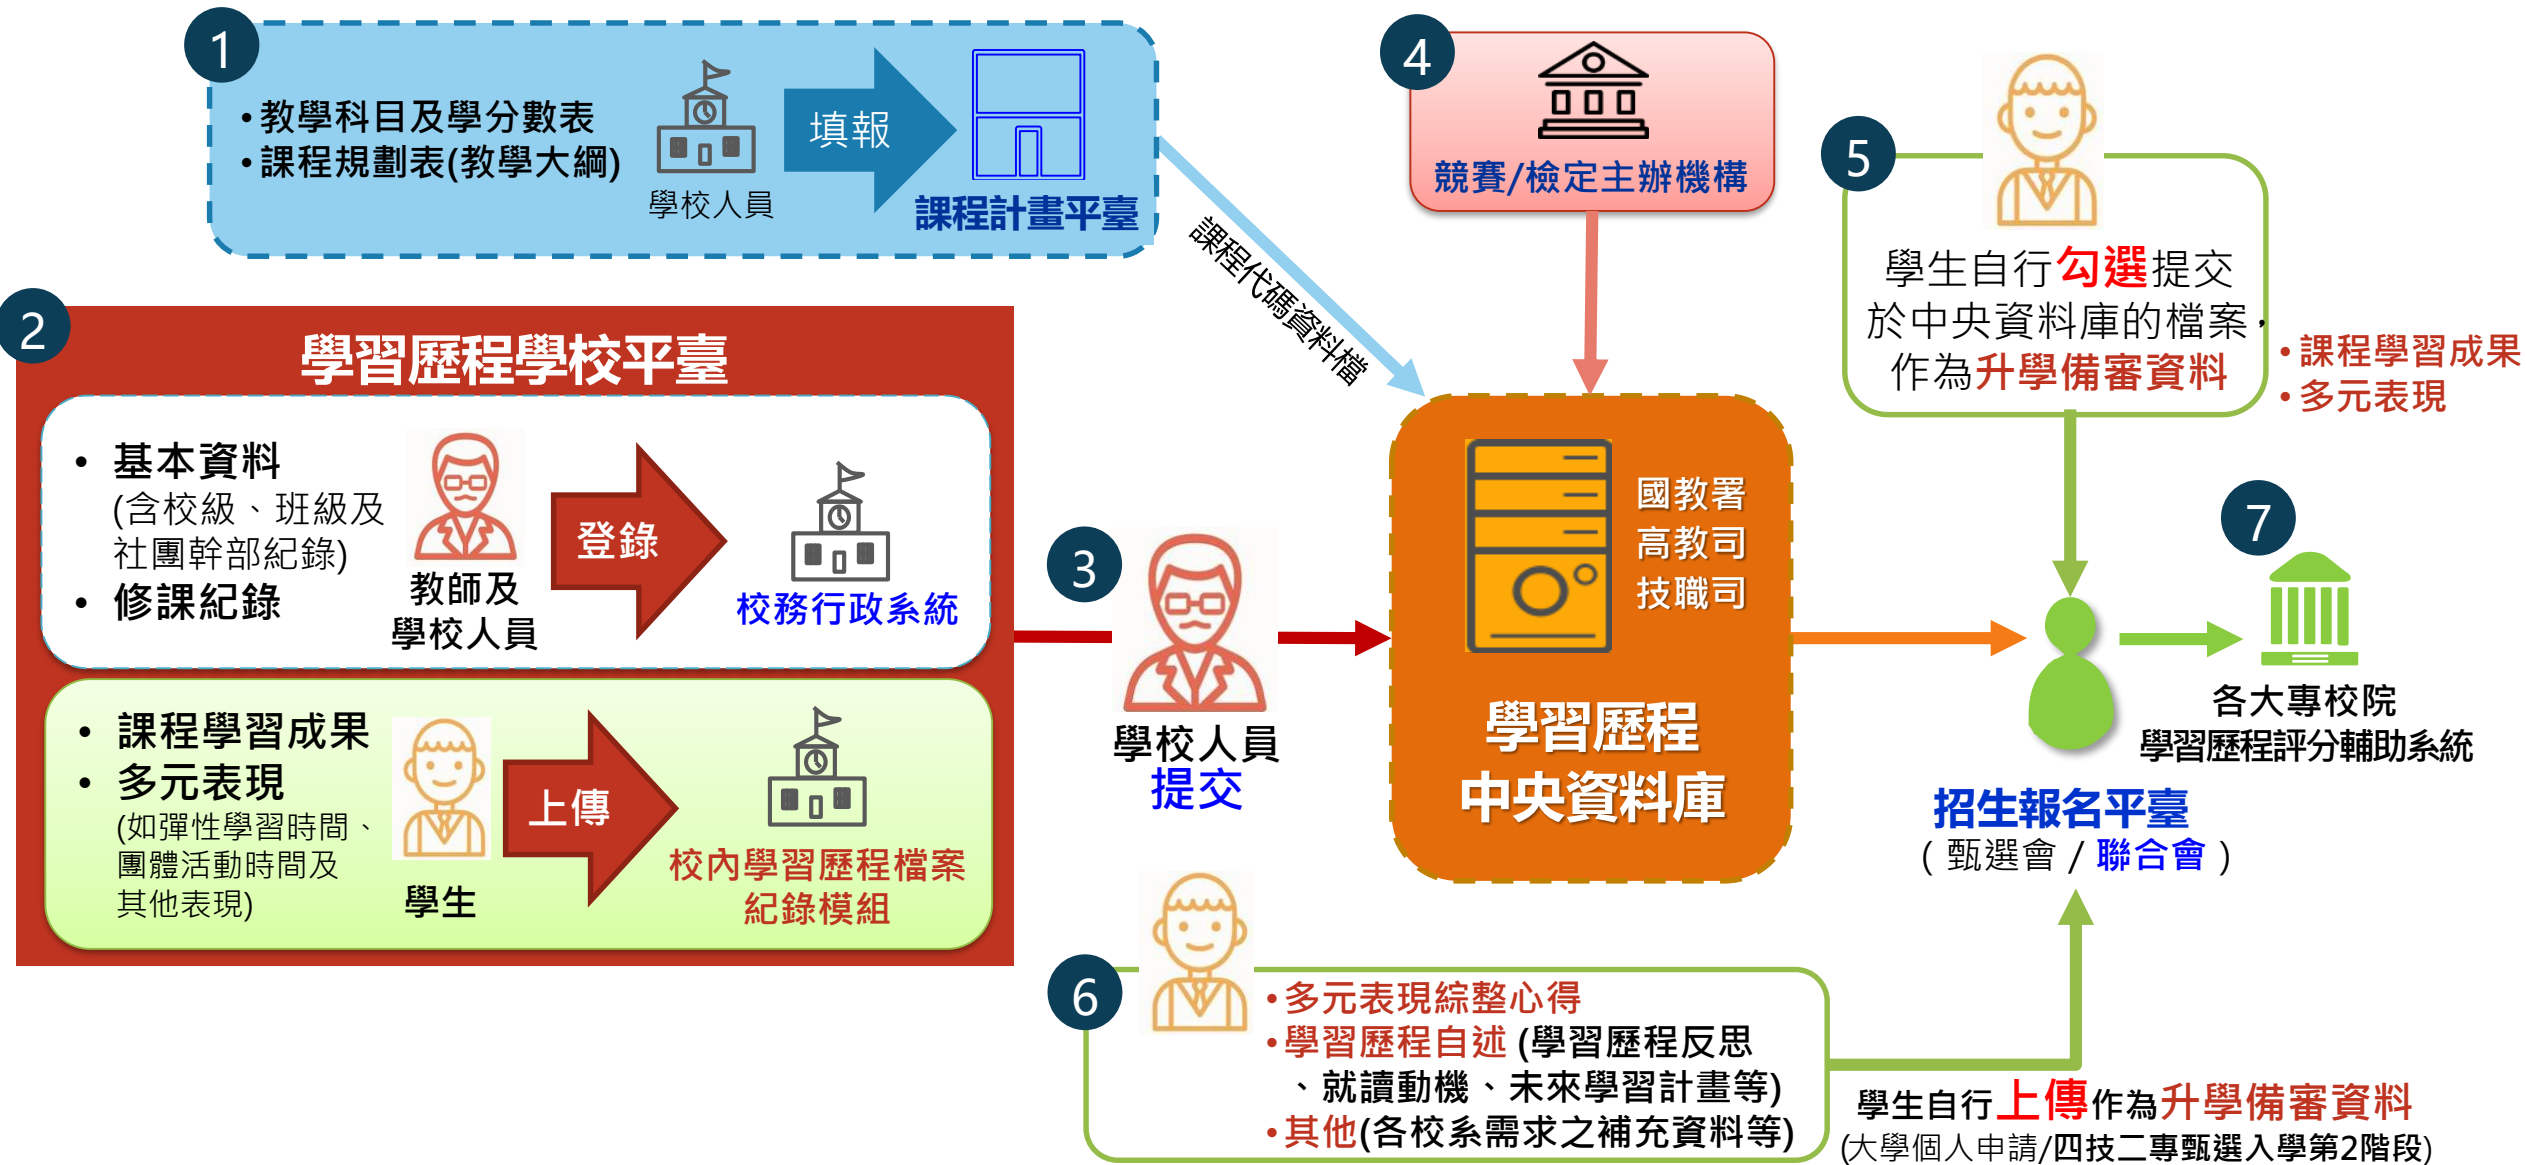 1
•教學科目及學分數表
•課程規劃表(教學大綱)
學校人員
填報
課程計畫平臺
課程代碼資料檔
2
學習歷程學校平臺
• 基本資料
(含校級、班級及
社團幹部紀錄)
• 修課紀錄
教師及
學校人員
登錄
校務行政系統
• 課程學習成果
• 多元表現
(如彈性學習時間、
團體活動時間及
其他表現)
學生
上傳
校內學習歷程檔案
紀錄模組
3
學校人員
提交
4
競賽/檢定主辦機構
國教署
高教司
技職司
學習歷程
中央資料庫
5
學生自行勾選提交
於中央資料庫的檔案，
作為升學備審資料
•課程學習成果
•多元表現
7
各大專校院
學習歷程評分輔助系統
招生報名平臺
( 甄選會 / 聯合會 )
6
•多元表現綜整心得
•學習歷程自述 (學習歷程反思
、就讀動機、未來學習計畫等)
•其他(各校系需求之補充資料等)
學生自行上傳作為升學備審資料
(大學個人申請/四技二專甄選入學第2階段)